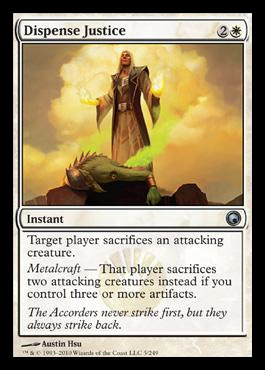 Dispense Justice 2
Instant
Target player sacrifices an attacking
creature.
Metalcraft — That player sacrifices
two attacking creatures instead if you
control three or more artifacts.
The Accorders never strike first, but they
always strike back.
Austin Hsu
™ & © 1993–2010 Wizards of the Coast LLC 5/249